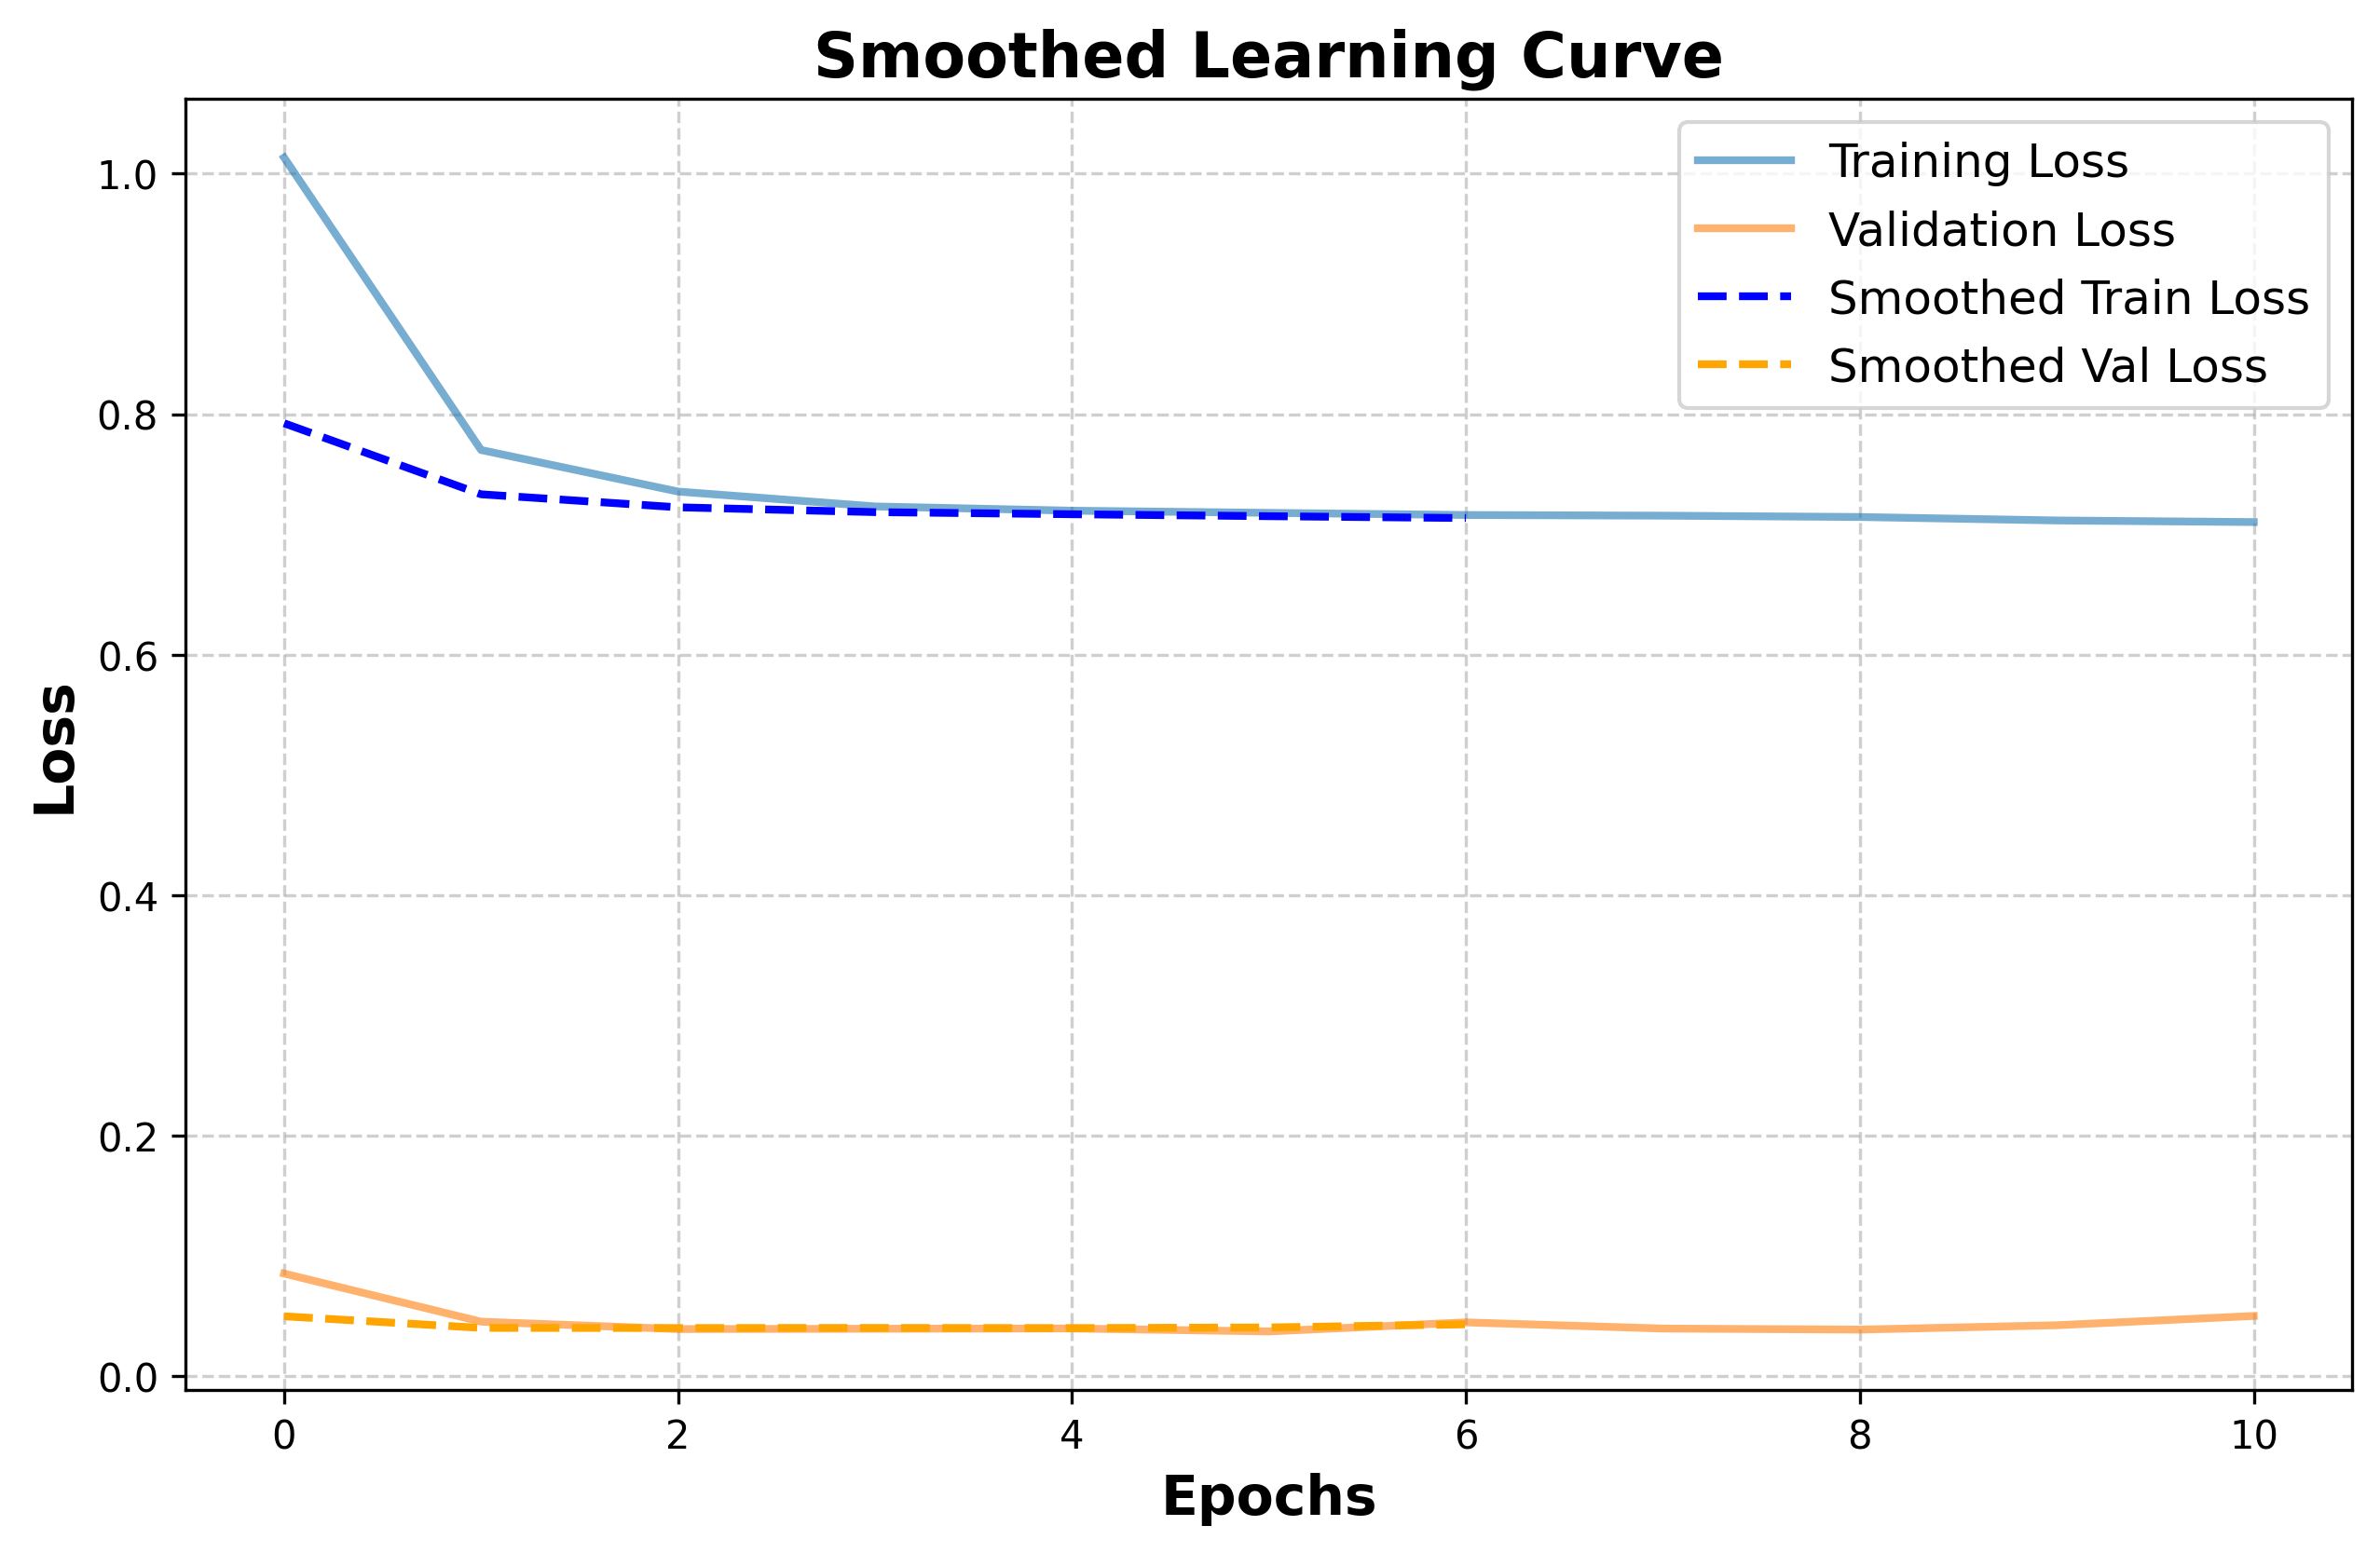 Smoothed Learning Curve
Training Loss
Validation Loss
Smoothed Train Loss
Smoothed Val Loss
1.0
0.8
0.6
0.4
0.2
0.0
Loss
0 2 4 6 8 10
Epochs